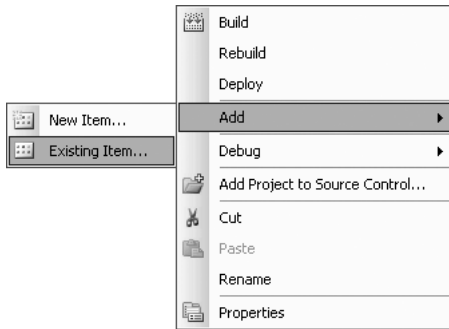 Build
Rebuild
Deploy
Add
New Item...
Existing Item...
Debug
Add Project to Source Control...
Cut
Paste
Rename
Properties